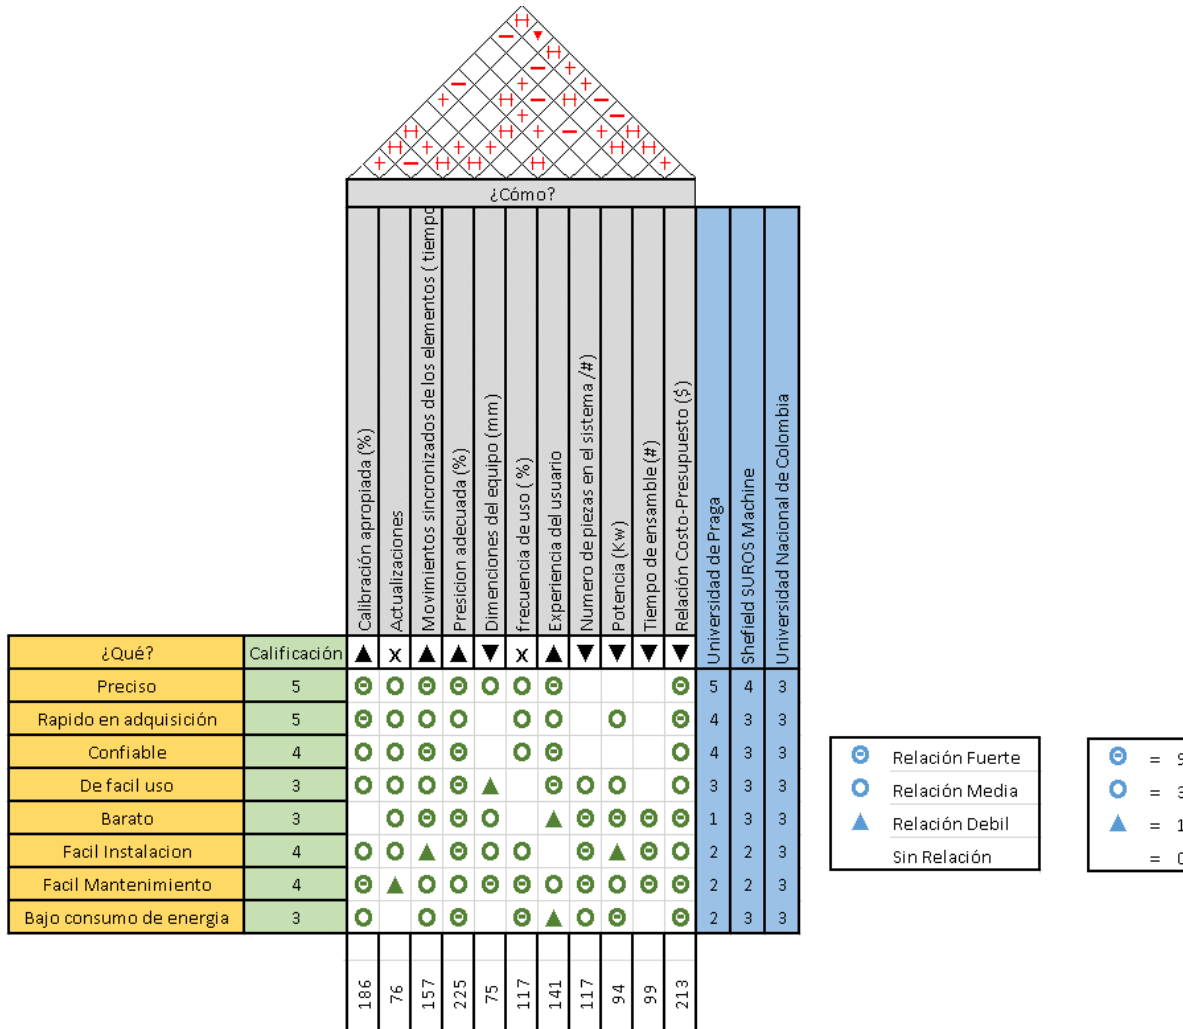 ¿Cómo?
Calibración apropiada (%)
Actualizaciones
Movimientos sincronizados de los elementos ( tiempo
Presicion adecuada (%)
Dimenciones del equipo (mm)
frecuencia de uso ( %)
Experiencia del usuario
Numero de piezas en el sistema /#)
Potencia (Kw)
Tiempo de ensamble (#)
Relación Costo-Presupuesto ($)
Universidad de Praga
Shefield SUROS Machine
Universidad Nacional de Colombia
¿Qué? Calificación ▲ x ▲ ▲ ▼ x ▲ ▼ ▼ ▼ ▼
Preciso 5 5 4 3
Rapido en adquisición 5 4 3 3
Confiable 4 4 3 3
De facil uso 3 3 3 3
Barato 3 1 3 3
Facil Instalacion 4 2 2 3
Facil Mantenimiento 4 2 2 3
Bajo consumo de energia 3 2 3 3
186 76 157 225 75 117 141 117 94 99 213
Relación Fuerte
Relación Media
Relación Debil
Sin Relación
= 9
= 3
= 1
= 0